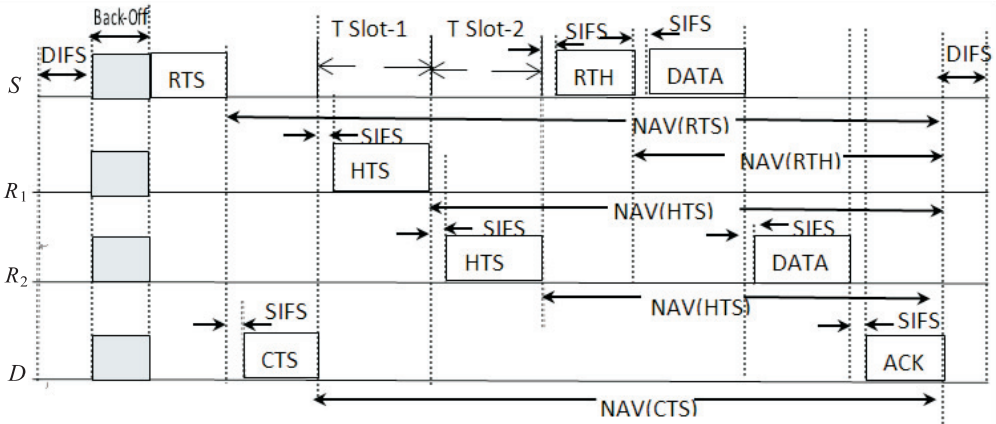 Back-Off
T Slot-1 T Slot-2 SIFS SIFS
DIFS DIFS
S RTS RTH DATA
NAV(RTS)
SIFS
NAV(RTH)
HTS
R1
NAV(HTS)
SIFS SIFS
R2 HTS DATA
NAV(HTS)
SIFS SIFS
D CTS ACK
NAV(CTS)